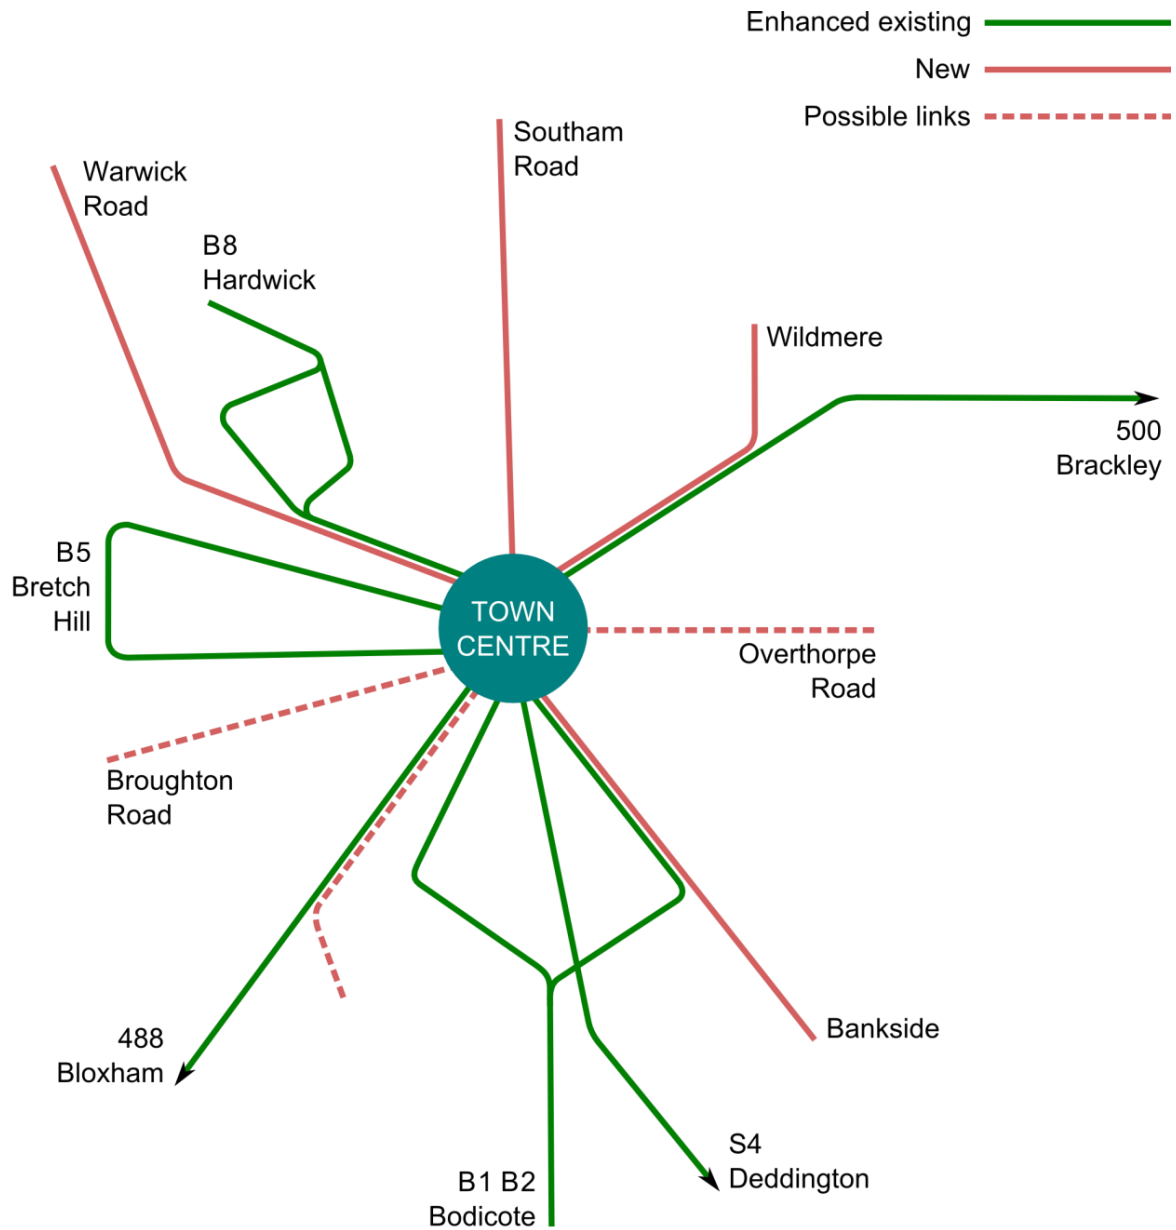 Enhanced existing
New
Possible links
Southam
Road
Warwick
Road
B8
Hardwick
Wildmere
500
Brackley
B5
Bretch
Hill
TOWN
CENTRE
Overthorpe
Road
Broughton
Road
488
Bloxham
Bankside
S4
Deddington
B1 B2
Bodicote